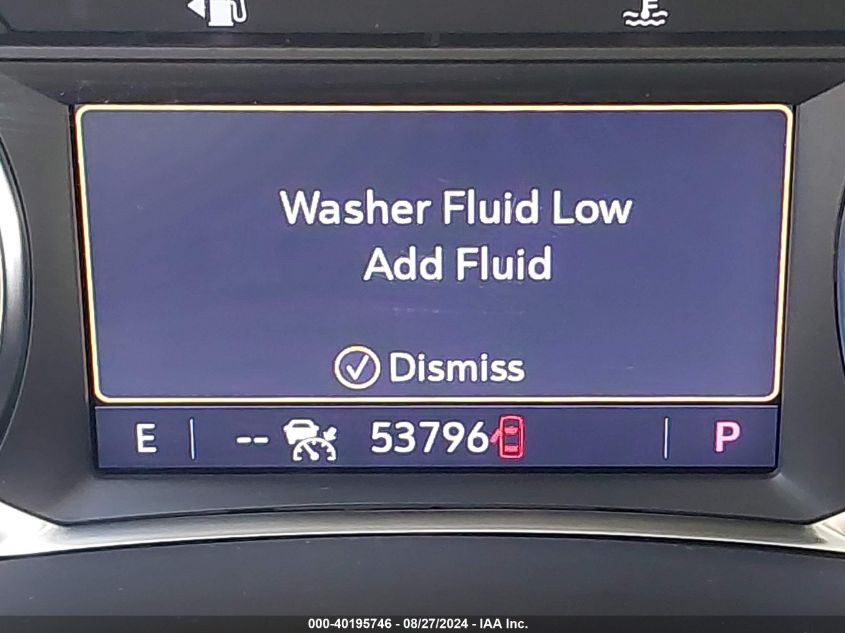 Washer Fluid Low
Add Fluid
Dismiss
E -- 53796 P
000-40195746 - 08/27/2024 - IAA Inc.